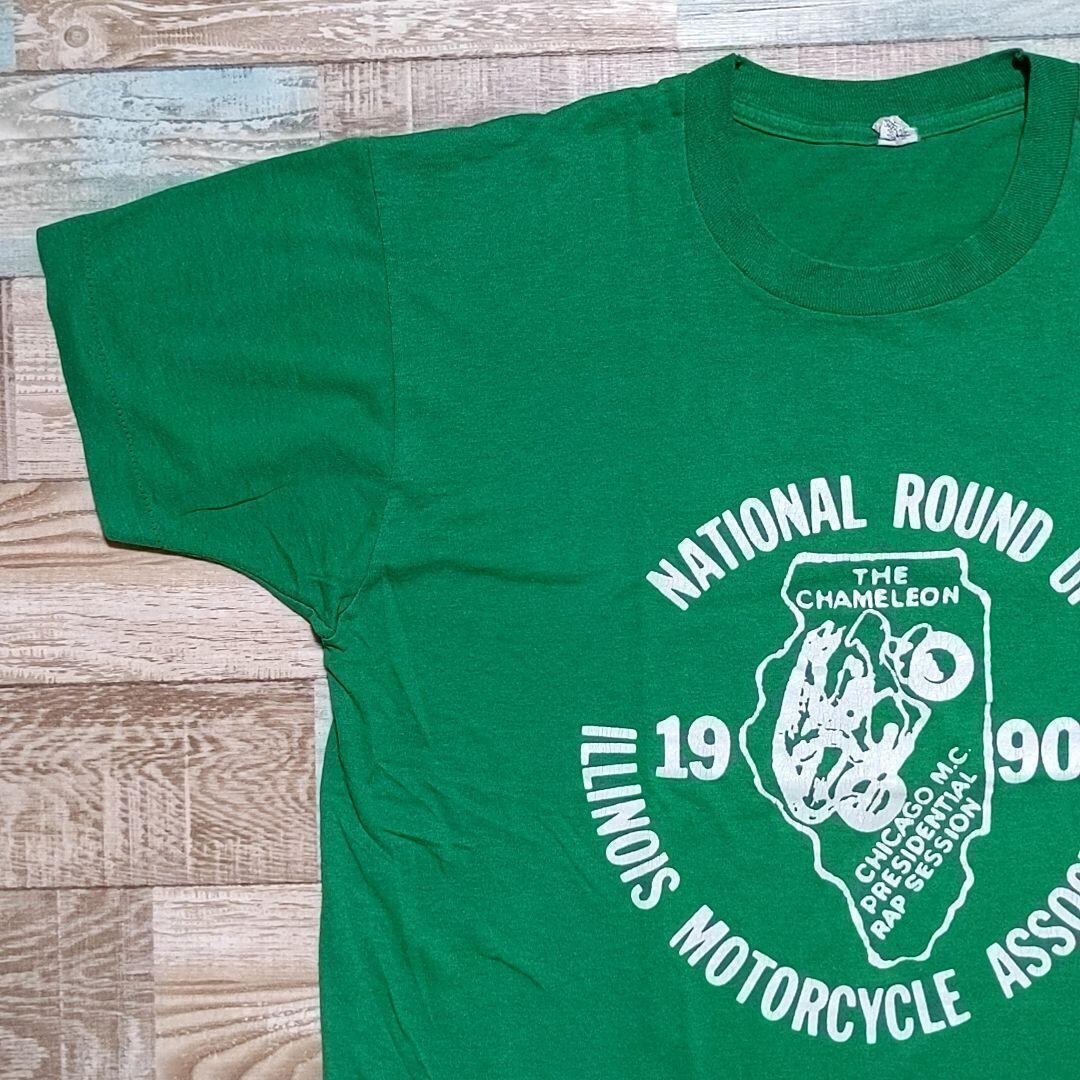 NATIONAL ROUND U
THE
CHAMELEON
19 90
CHICAGO M.C.
PRESIDENTIAL
RAP SESSION
ILLINOIS MOTORCYCLE ASSO